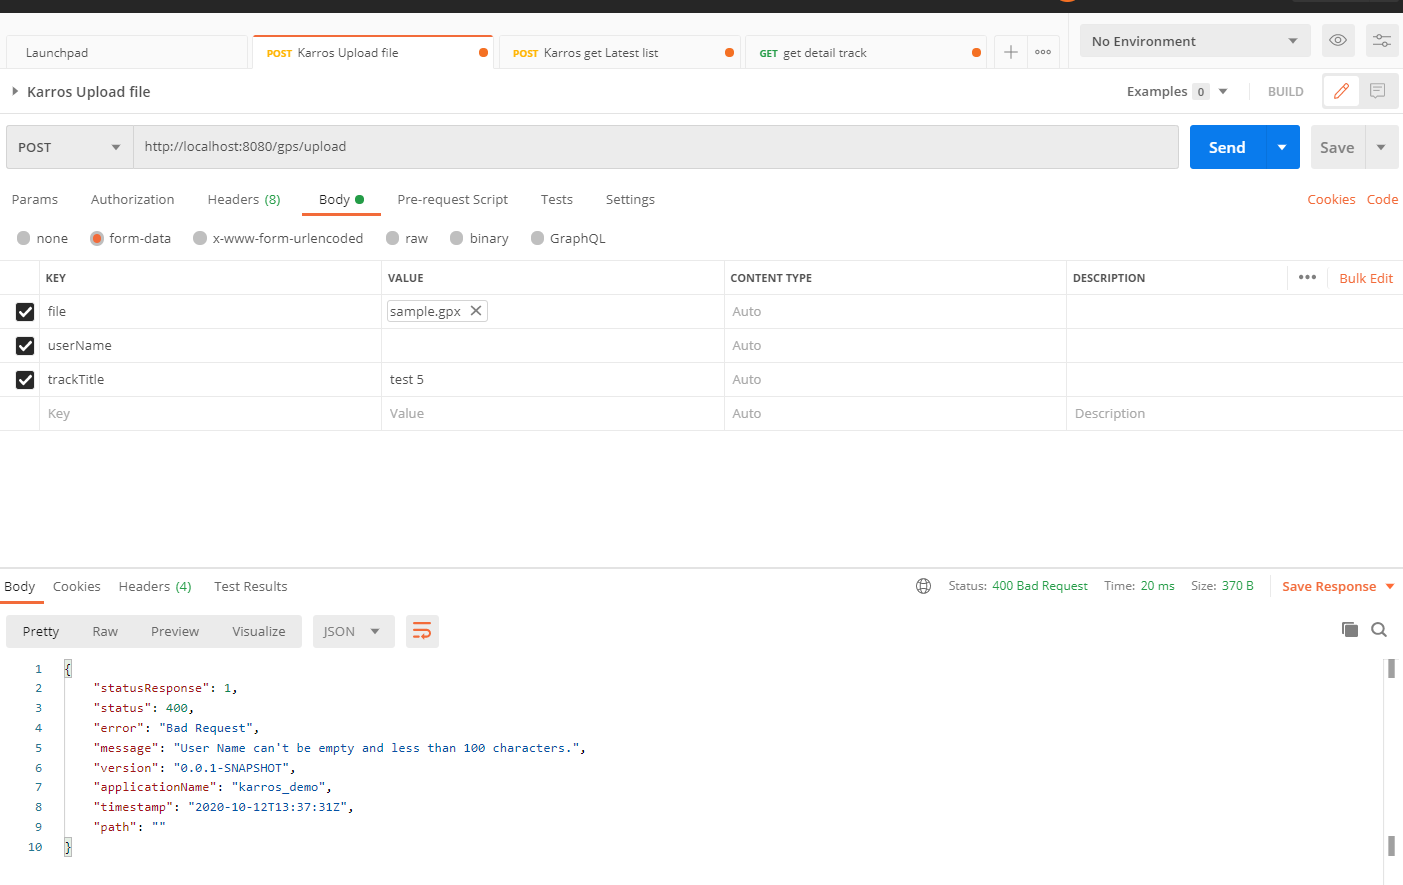 Launchpad
POST Karros Upload file
POST Karros get Latest list
GET get detail track
No Environment
Karros Upload file
Examples 0
BUILD
POST
http://localhost:8080/gps/upload
Send
Save
Params Authorization Headers (8) Body Pre-request Script Tests Settings
Cookies Code
none form-data x-www-form-urlencoded raw binary GraphQL
KEY VALUE CONTENT TYPE DESCRIPTION ••• Bulk Edit
file sample.gpx Auto
userName Auto
trackTitle test 5 Auto
Key Value Auto Description
Body Cookies Headers (4) Test Results
Status: 400 Bad Request Time: 20 ms Size: 370 B Save Response
Pretty Raw Preview Visualize JSON
1 {
2 "statusResponse": 1,
3 "status": 400,
4 "error": "Bad Request",
5 "message": "User Name can't be empty and less than 100 characters.",
6 "version": "0.0.1-SNAPSHOT",
7 "applicationName": "karros_demo",
8 "timestamp": "2020-10-12T13:37:31Z",
9 "path": ""
10 }